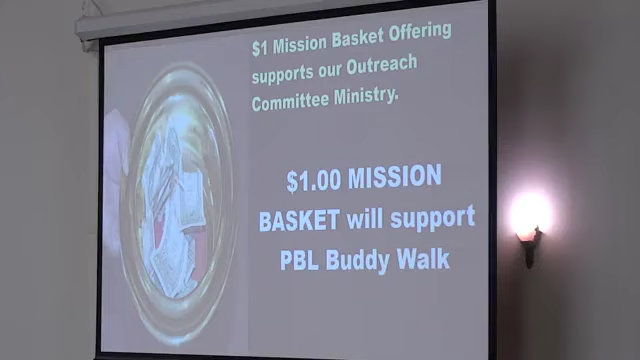 $1 Mission Basket Offering
supports our Outreach
Committee Ministry.
$1.00 MISSION
BASKET will support
PBL Buddy Walk